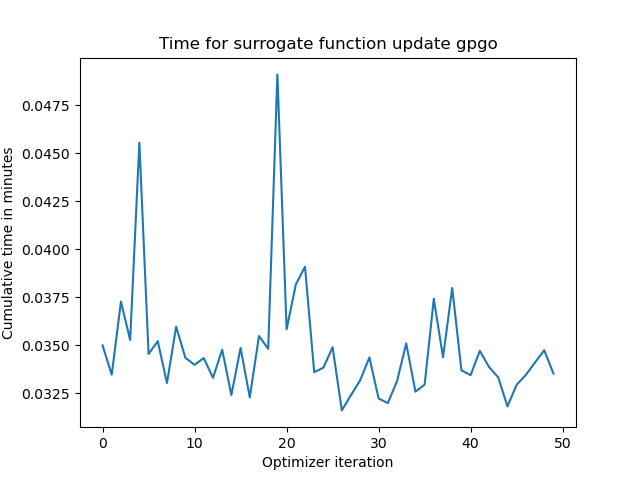 Time for surrogate function update gpgo
Cumulative time in minutes
0.0475
0.0450
0.0425
0.0400
0.0375
0.0350
0.0325
0 10 20 30 40 50
Optimizer iteration